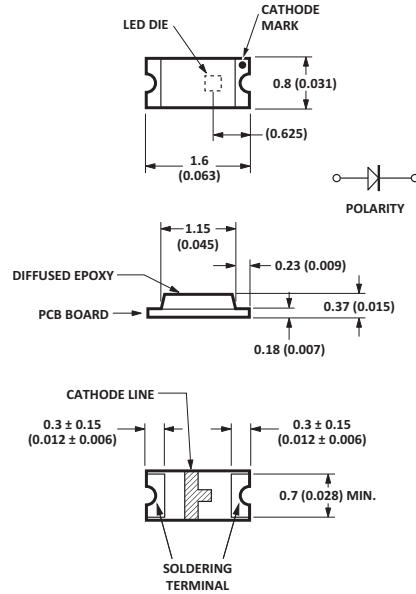 CATHODE
MARK
LED DIE
0.8 (0.031)
(0.625)
1.6
(0.063)
POLARITY
1.15
(0.045)
0.23 (0.009)
DIFFUSED EPOXY
0.37 (0.015)
PCB BOARD
0.18 (0.007)
CATHODE LINE
0.3 ± 0.15
(0.012 ± 0.006)
0.3 ± 0.15
(0.012 ± 0.006)
0.7 (0.028) MIN.
SOLDERING
TERMINAL